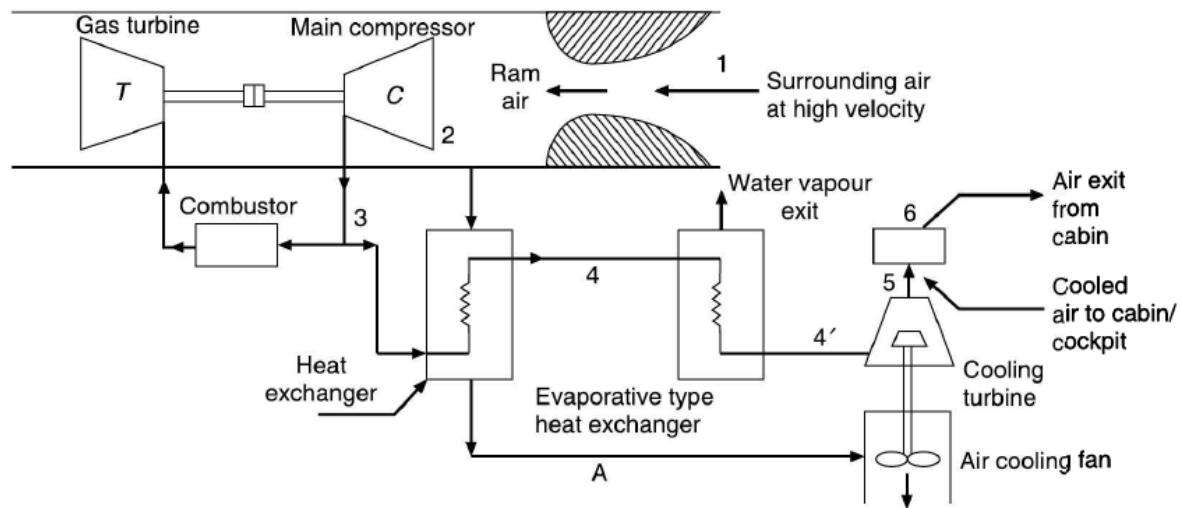 Gas turbine
Main compressor
T
C
2
Ram
air
1
Surrounding air
at high velocity
Combustor
3
Water vapour
exit
4
4′
6
5
Air exit
from
cabin
Cooled
air to cabin/
cockpit
Heat
exchanger
Evaporative type
heat exchanger
Cooling
turbine
A
Air cooling fan